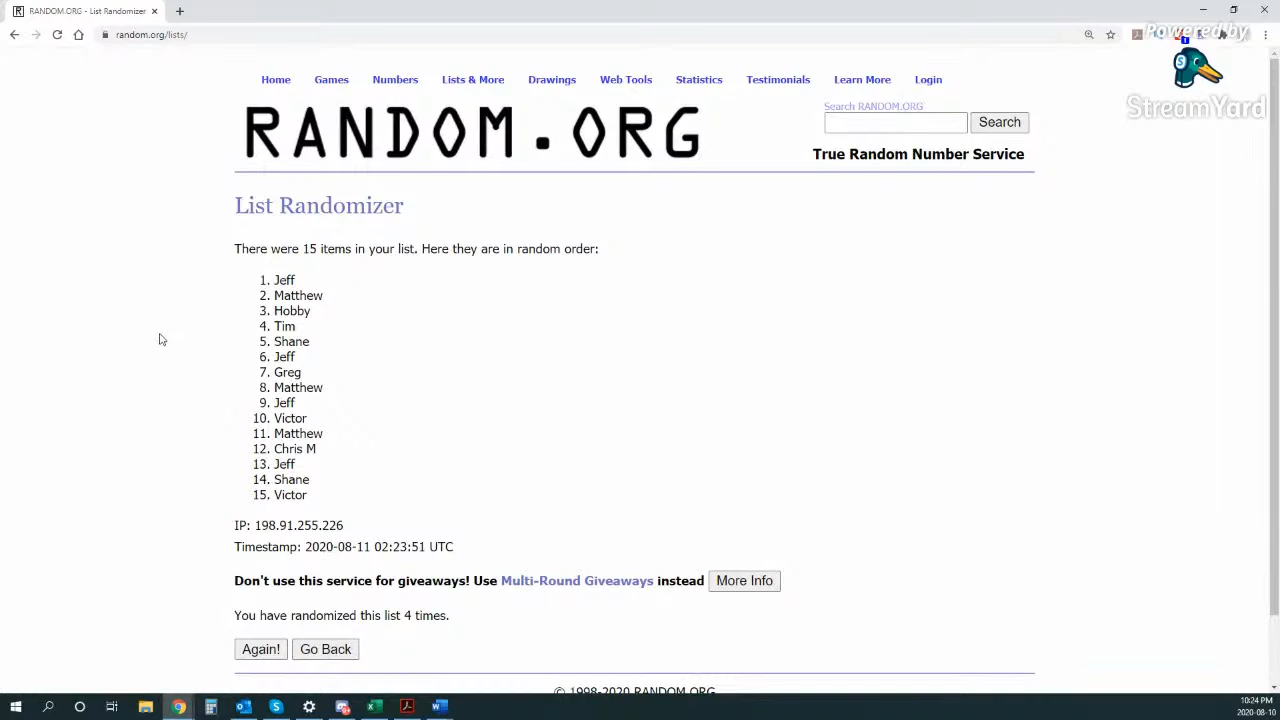 RANDOM.ORG - List Randomizer
random.org/lists/
Powered by
StreamYard
Home Games Numbers Lists & More Drawings Web Tools Statistics Testimonials Learn More Login
RANDOM.ORG
Search RANDOM.ORG
Search
True Random Number Service
List Randomizer
There were 15 items in your list. Here they are in random order:
1. Jeff
2. Matthew
3. Hobby
4. Tim
5. Shane
6. Jeff
7. Greg
8. Matthew
9. Jeff
10. Victor
11. Matthew
12. Chris M
13. Jeff
14. Shane
15. Victor
IP: 198.91.255.226
Timestamp: 2020-08-11 02:23:51 UTC
Don't use this service for giveaways! Use Multi-Round Giveaways instead More Info
You have randomized this list 4 times.
Again! Go Back
© 1998-2020 RANDOM.ORG
10:24 PM
2020-08-10